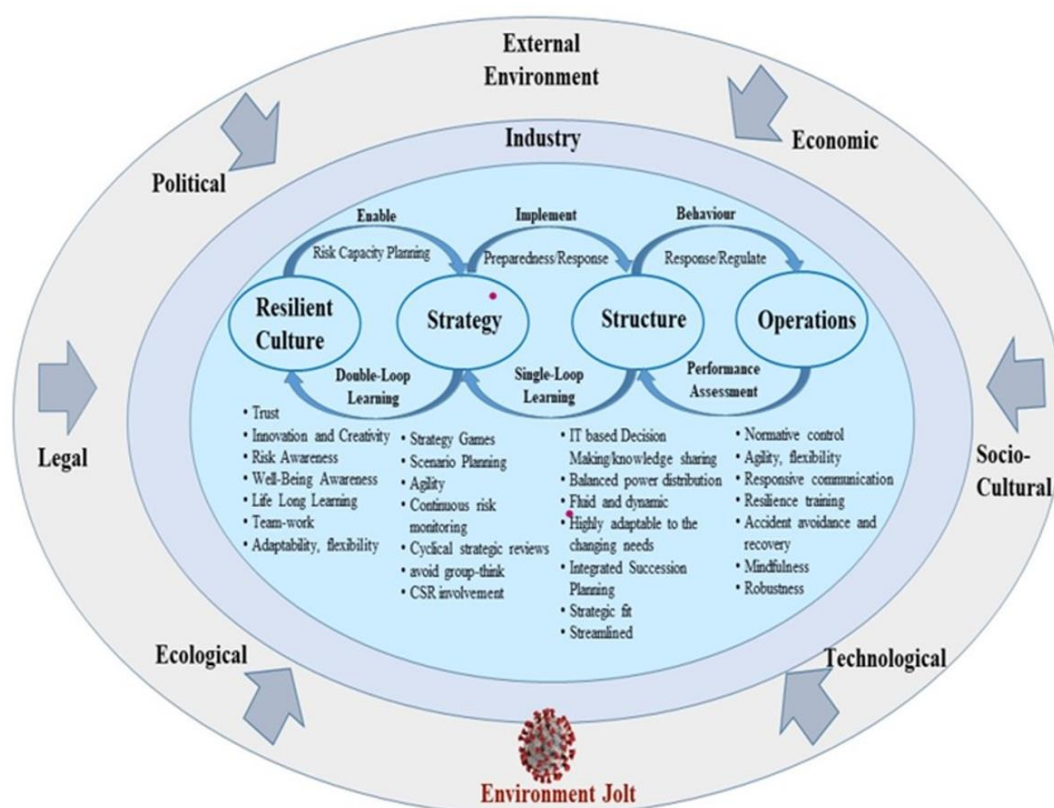 External
Environment
Economic
Political
Industry
Enable
Implement
Behaviour
Risk Capacity Planning
Preparedness/Response
Response/Regulate
Resilient
Culture
Strategy
Structure
Operations
Double-Loop
Learning
Single-Loop
Learning
Performance
Assessment
Legal
Socio-
Cultural
• Trust
• Innovation and Creativity
• Risk Awareness
• Well-Being Awareness
• Life Long Learning
• Team-work
• Adaptability, flexibility
• Strategy Games
• Scenario Planning
• Agility
• Continuous risk
monitoring
• Cyclical strategic reviews
• avoid group-think
• CSR involvement
• IT based Decision
Making/knowledge sharing
• Balanced power distribution
• Fluid and dynamic
• Highly adaptable to the
changing needs
• Integrated Succession
Planning
• Strategic fit
• Streamlined
• Normative control
• Agility, flexibility
• Responsive communication
• Resilience training
• Accident avoidance and
recovery
• Mindfulness
• Robustness
Ecological
Technological
Environment Jolt